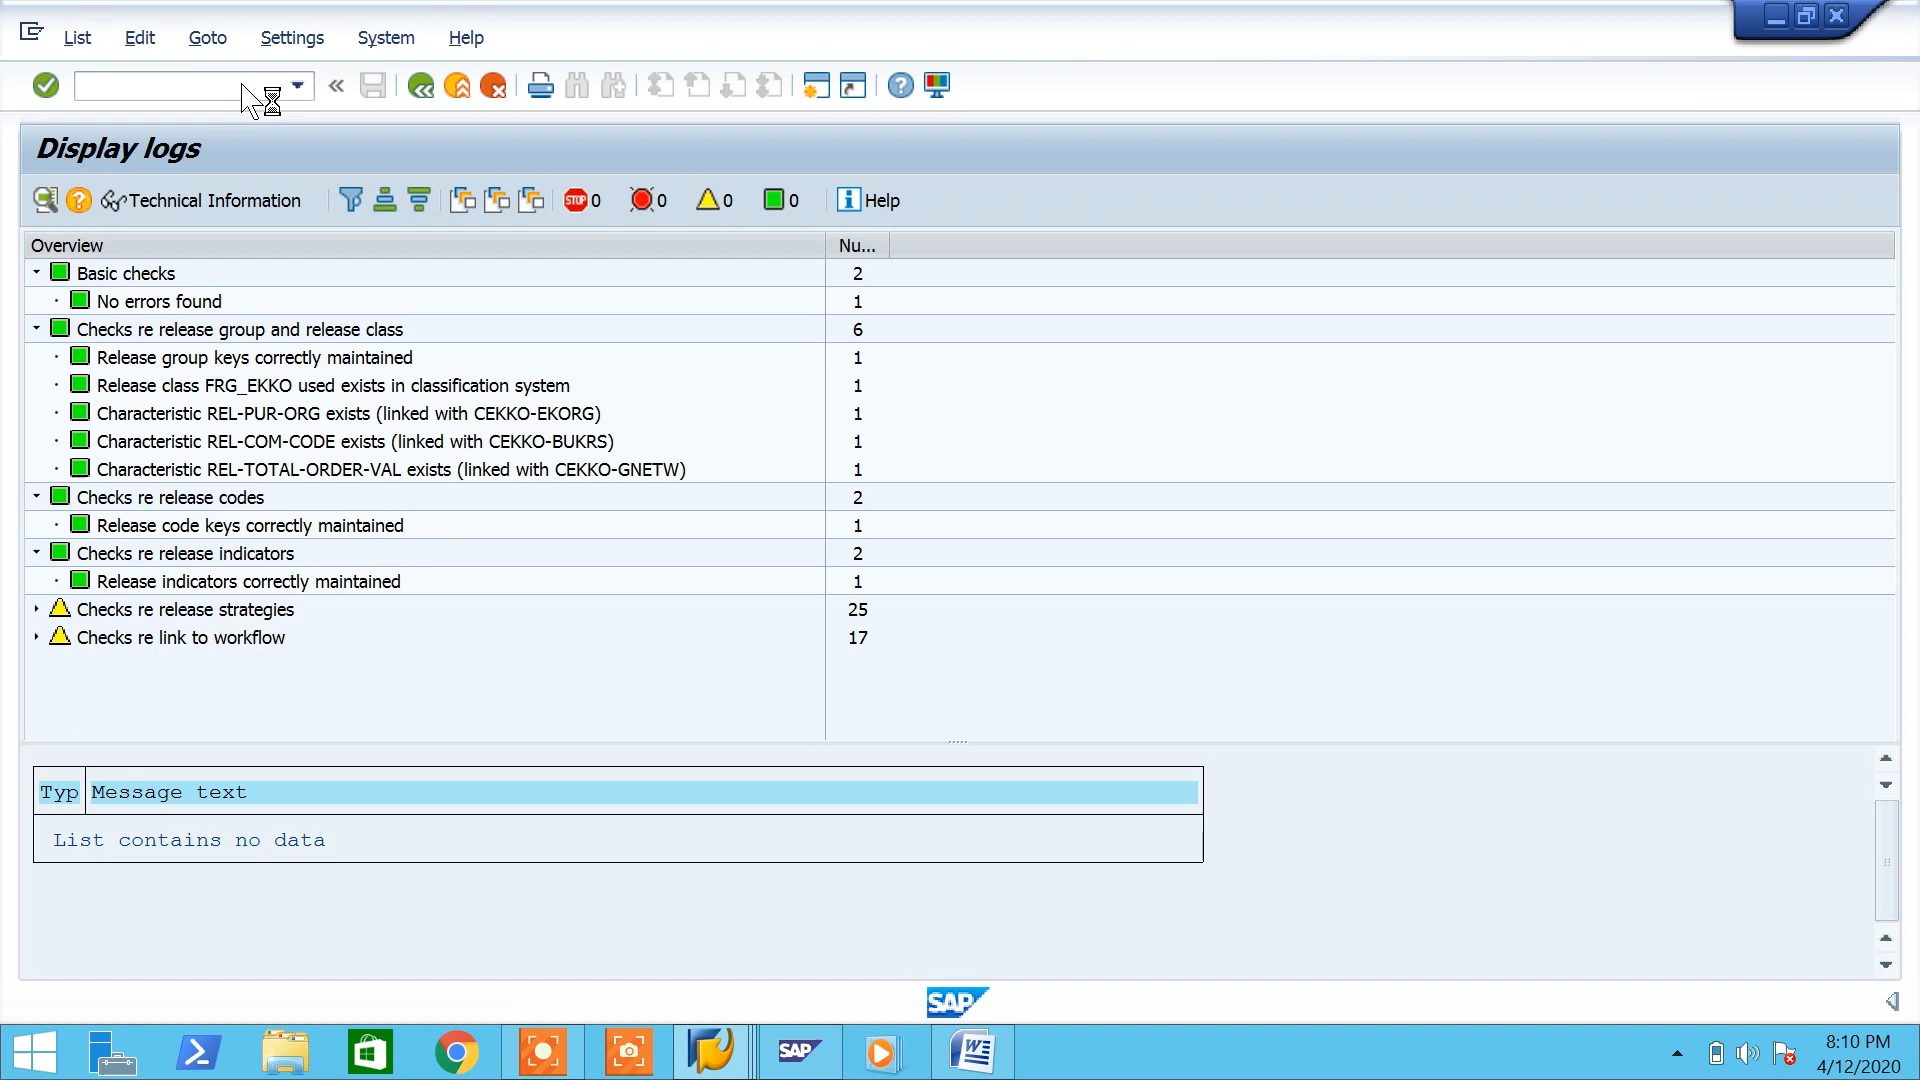 List Edit Goto Settings System Help
Display logs
Technical Information STOP 0 0 0 0 Help
Overview Nu...
Basic checks 2
No errors found 1
Checks re release group and release class 6
Release group keys correctly maintained 1
Release class FRG_EKKO used exists in classification system 1
Characteristic REL-PUR-ORG exists (linked with CEKKO-EKORG) 1
Characteristic REL-COM-CODE exists (linked with CEKKO-BUKRS) 1
Characteristic REL-TOTAL-ORDER-VAL exists (linked with CEKKO-GNETW) 1
Checks re release codes 2
Release code keys correctly maintained 1
Checks re release indicators 2
Release indicators correctly maintained 1
Checks re release strategies 25
Checks re link to workflow 17
Typ Message text
List contains no data
SAP
SAP
8:10 PM
4/12/2020